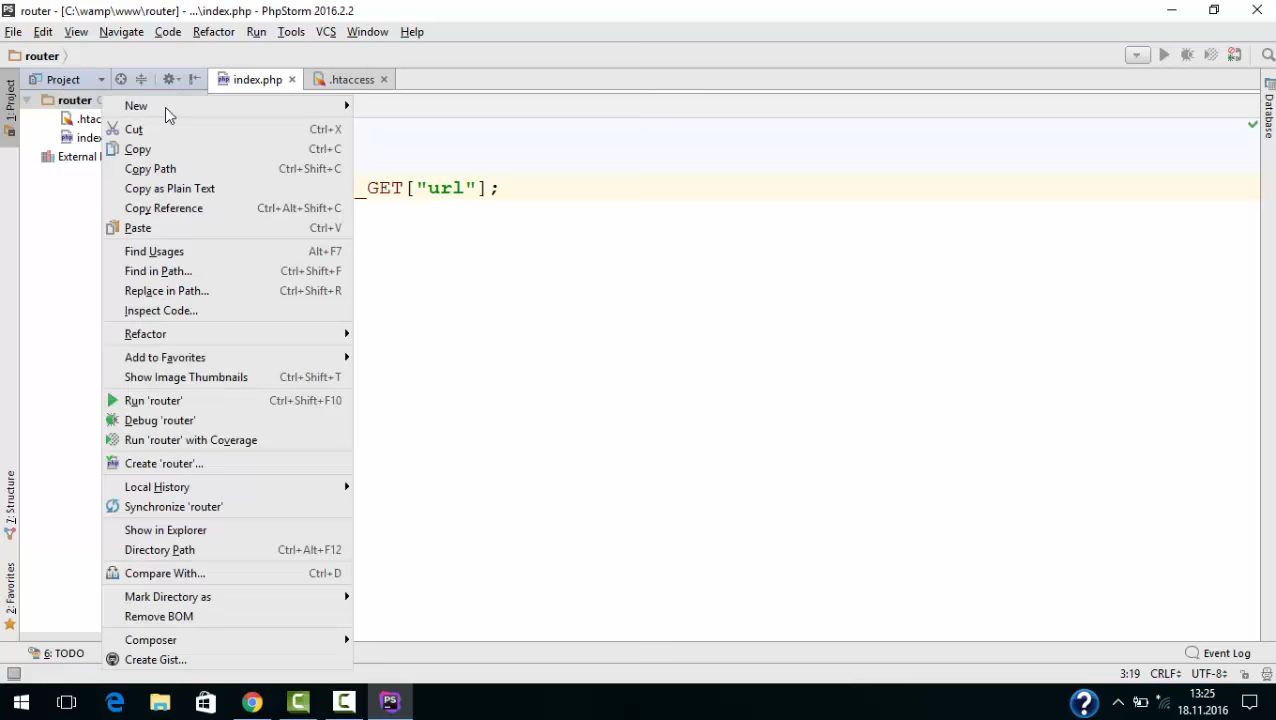 router - [C:\wamp\www\router] - ...\index.php - PhpStorm 2016.2.2
File Edit View Navigate Code Refactor Run Tools VCS Window Help
router
Project index.php .htaccess
1: Project
Database
router
.htac
index
External
New
Cut Ctrl+X
Copy Ctrl+C
Copy Path Ctrl+Shift+C
Copy as Plain Text
Copy Reference Ctrl+Alt+Shift+C
Paste Ctrl+V
Find Usages Alt+F7
Find in Path... Ctrl+Shift+F
Replace in Path... Ctrl+Shift+R
Inspect Code...
Refactor
Add to Favorites
Show Image Thumbnails Ctrl+Shift+T
Run 'router' Ctrl+Shift+F10
Debug 'router'
Run 'router' with Coverage
Create 'router'...
Local History
Synchronize 'router'
Show in Explorer
Directory Path Ctrl+Alt+F12
Compare With... Ctrl+D
Mark Directory as
Remove BOM
Composer
Create Gist...
_GET["url"];
7: Structure
2: Favorites
6: TODO Event Log
3:19 CRLF UTF-8
13:25
18.11.2016